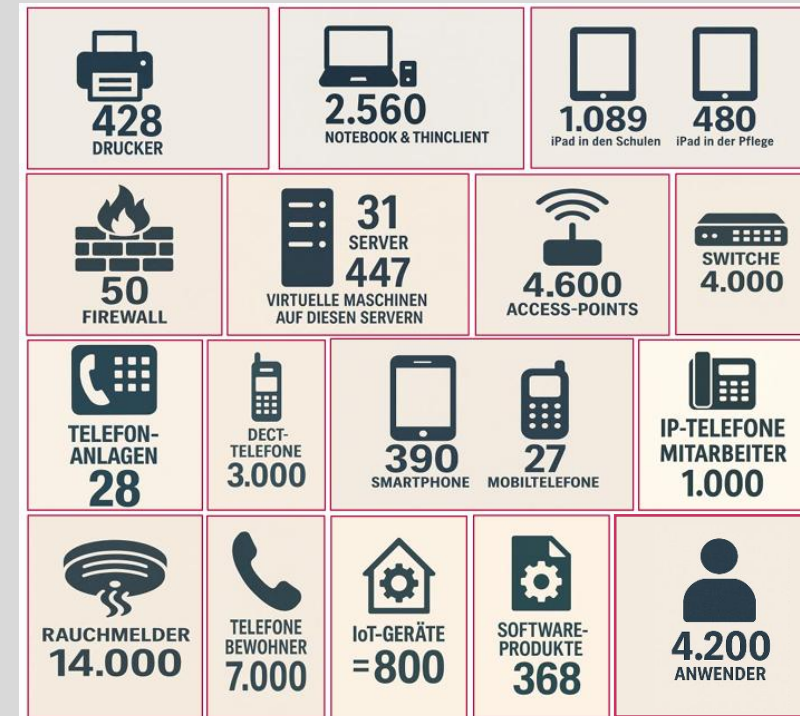 428
DRUCKER
2.560
NOTEBOOK & THINCLIENT
1.089
iPad in den Schulen
480
iPad in der Pflege
50
FIREWALL
31
SERVER
447
VIRTUELLE MASCHINEN
AUF DIESEN SERVERN
4.600
ACCESS-POINTS
SWITCHE
4.000
TELEFON-
ANLAGEN
28
DECT-
TELEFONE
3.000
390
SMARTPHONE
27
MOBILTELEFONE
IP-TELEFONE
MITARBEITER
1.000
RAUCHMELDER
14.000
TELEFONE
BEWOHNER
7.000
IoT-GERÄTE
=800
SOFTWARE-
PRODUKTE
368
4.200
ANWENDER